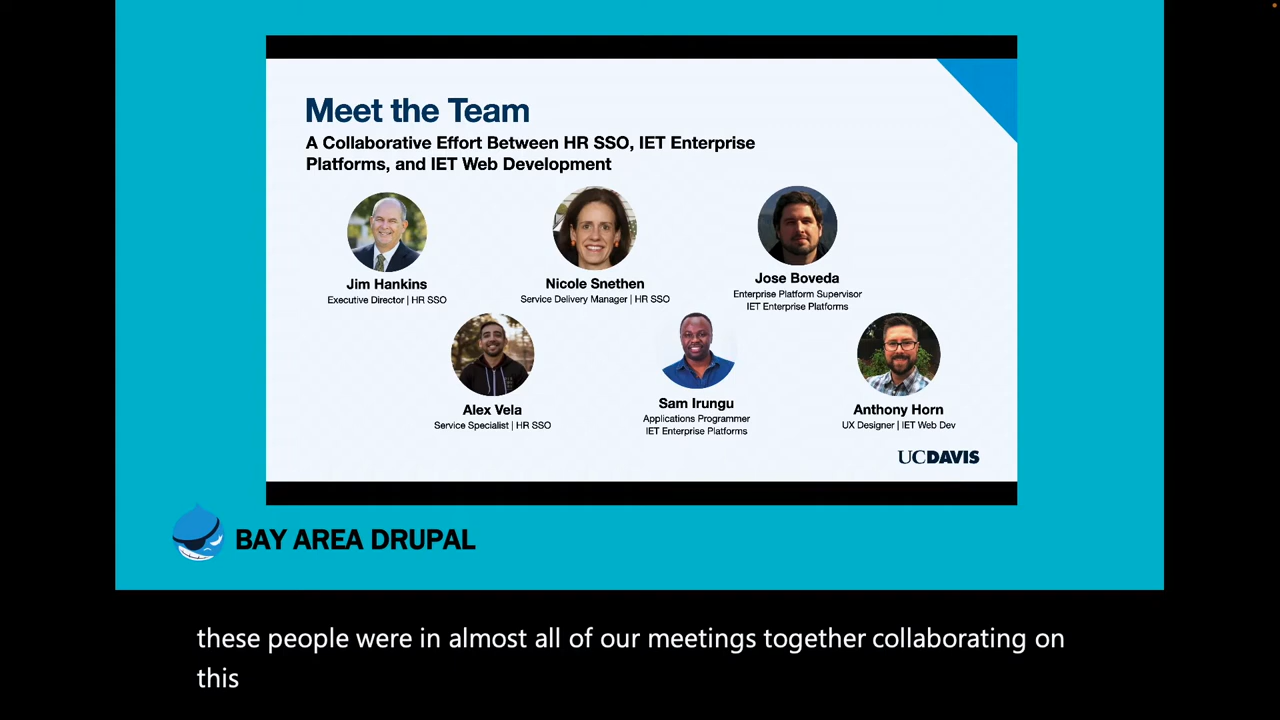 Meet the Team
A Collaborative Effort Between HR SSO, IET Enterprise
Platforms, and IET Web Development
Jim Hankins
Executive Director | HR SSO
Nicole Snethen
Service Delivery Manager | HR SSO
Jose Boveda
Enterprise Platform Supervisor
IET Enterprise Platforms
Alex Vela
Service Specialist | HR SSO
Sam Irungu
Applications Programmer
IET Enterprise Platforms
Anthony Horn
UX Designer | IET Web Dev
UCDAVIS
BAY AREA DRUPAL
these people were in almost all of our meetings together collaborating on
this